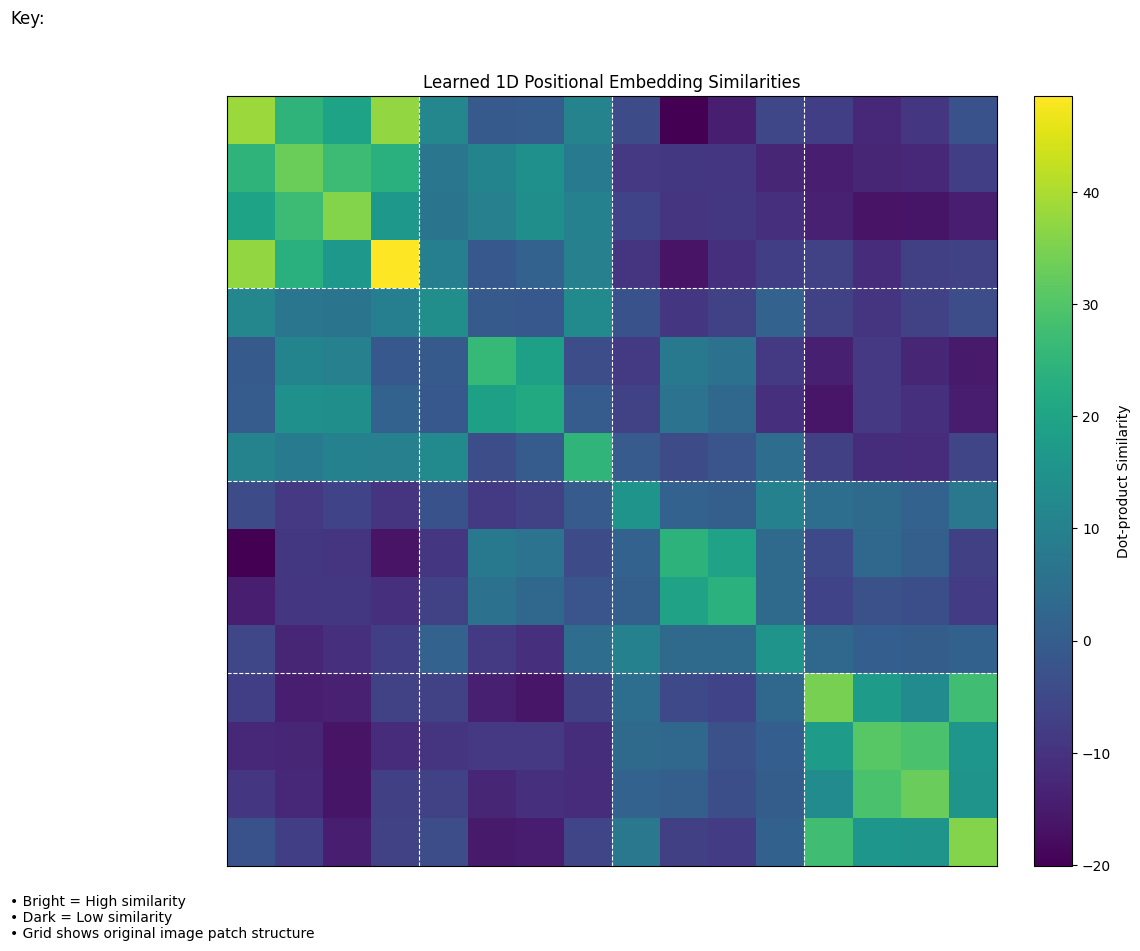 Key:
Learned 1D Positional Embedding Similarities
40
30
20
10
0
−10
−20
Dot-product Similarity
• Bright = High similarity
• Dark = Low similarity
• Grid shows original image patch structure